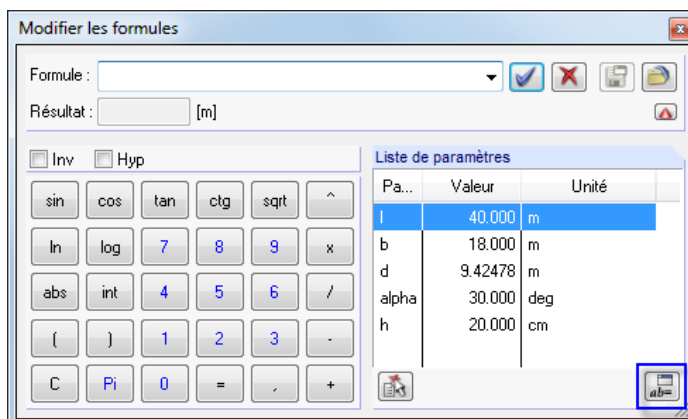 Modifier les formules
Formule :
Résultat : [m]
Inv Hyp
sin cos tan ctg sqrt ^
ln log 7 8 9 x
abs int 4 5 6 /
( ) 1 2 3 -
C Pi 0 = , +
Liste de paramètres
Pa... Valeur Unité
l 40.000 m
b 18.000 m
d 9.42478 m
alpha 30.000 deg
h 20.000 cm
ab=